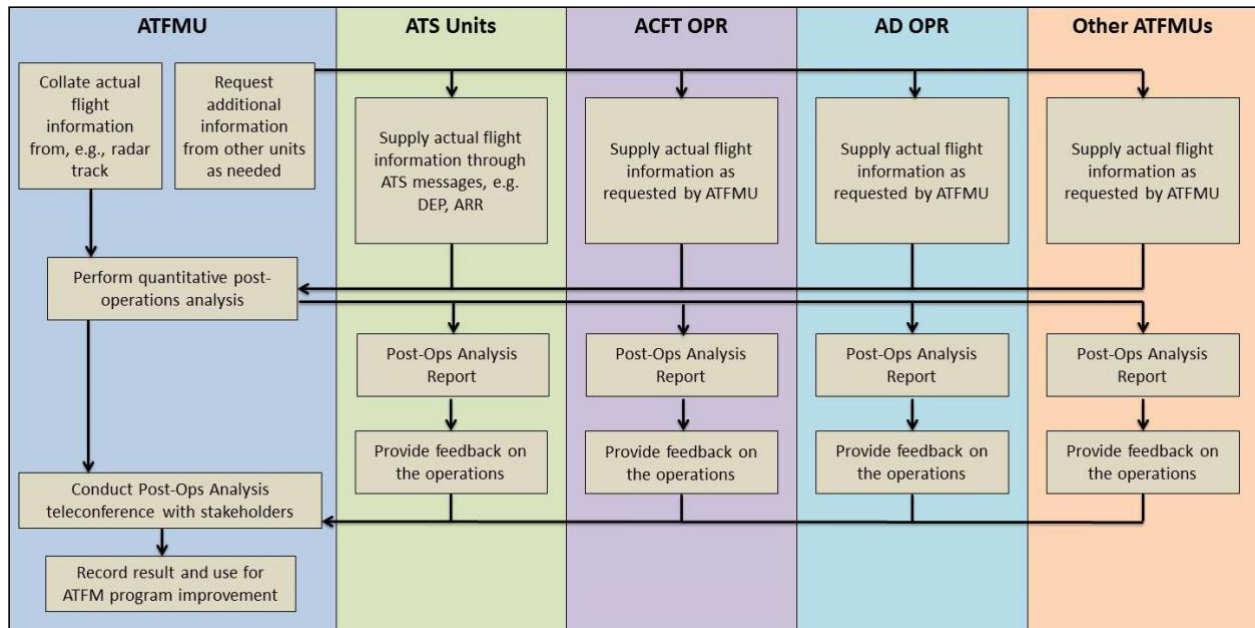 ATFMU
ATS Units
ACFT OPR
AD OPR
Other ATFMUs
Collate actual
flight
information
from, e.g., radar
track
Request
additional
information
from other units
as needed
Supply actual flight
information through
ATS messages, e.g.
DEP, ARR
Supply actual flight
information as
requested by ATFMU
Supply actual flight
information as
requested by ATFMU
Supply actual flight
information as
requested by ATFMU
Perform quantitative post-
operations analysis
Post-Ops Analysis
Report
Post-Ops Analysis
Report
Post-Ops Analysis
Report
Post-Ops Analysis
Report
Provide feedback on
the operations
Provide feedback on
the operations
Provide feedback on
the operations
Provide feedback on
the operations
Conduct Post-Ops Analysis
teleconference with stakeholders
Record result and use for
ATFM program improvement